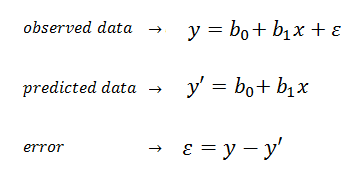 observed data → y = b₀ + b₁x + ε
predicted data → y′ = b₀ + b₁x
error → ε = y − y′